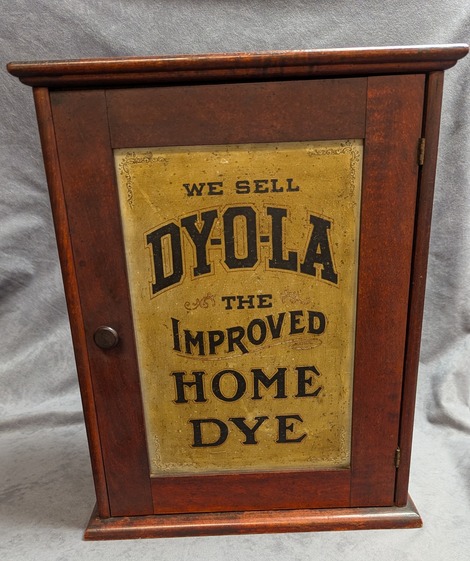 WE SELL
DY-O-LA
THE
IMPROVED
HOME
DYE